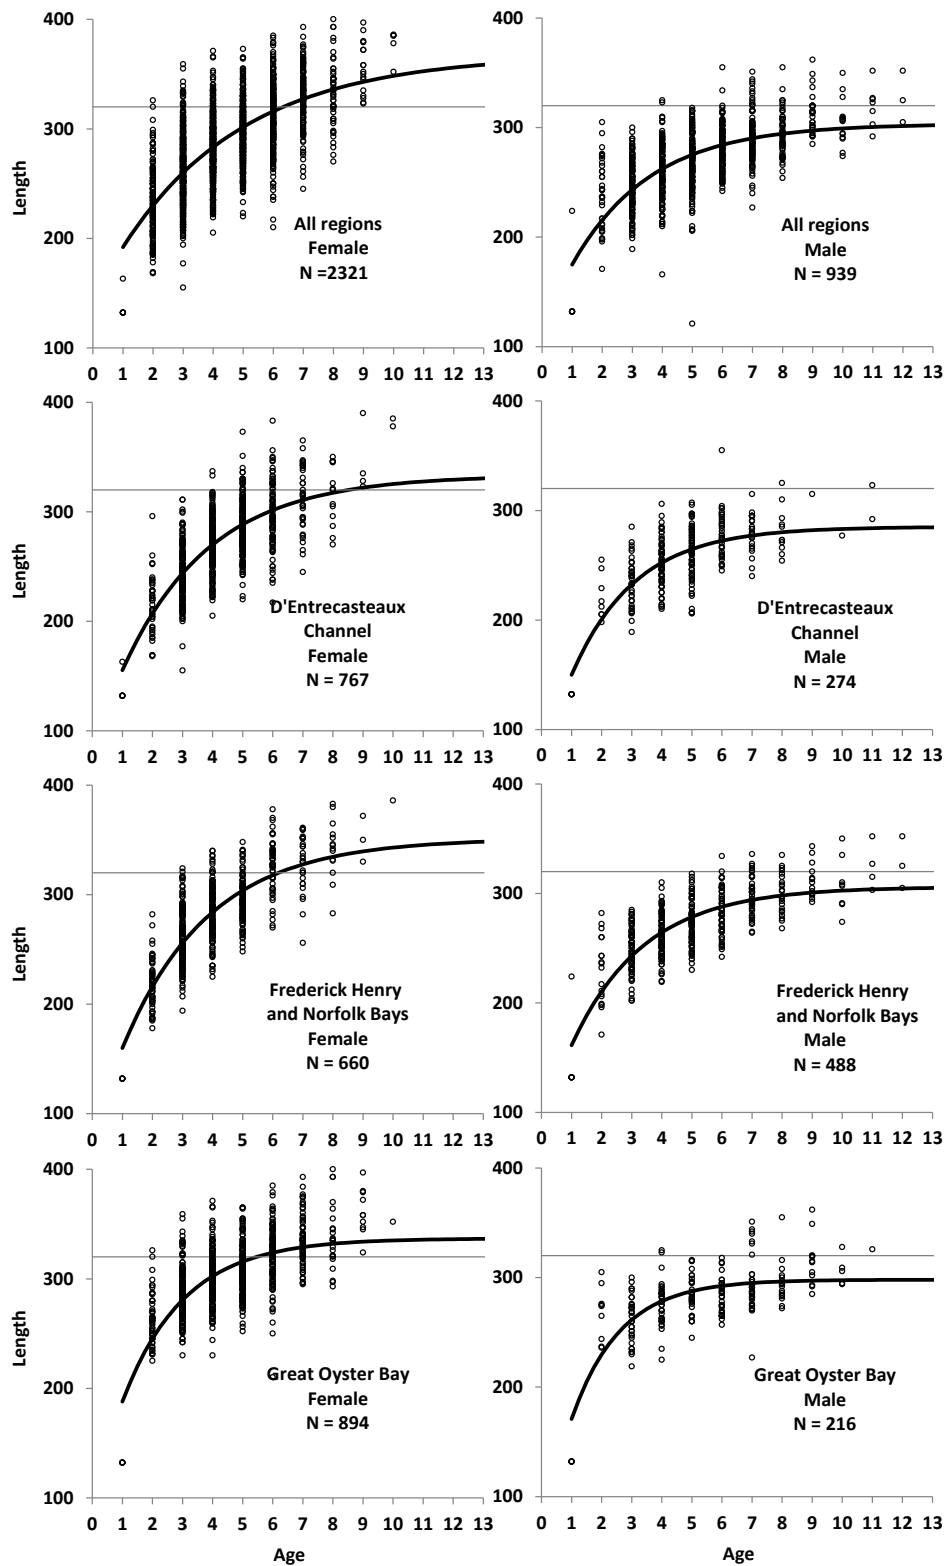 400
300
200
100
Length
All regions
Female
N =2321
0 1 2 3 4 5 6 7 8 9 10 11 12 13
400
300
200
100
All regions
Male
N = 939
0 1 2 3 4 5 6 7 8 9 10 11 12 13
400
300
200
100
Length
D'Entrecasteaux
Channel
Female
N = 767
0 1 2 3 4 5 6 7 8 9 10 11 12 13
400
300
200
100
D'Entrecasteaux
Channel
Male
N = 274
0 1 2 3 4 5 6 7 8 9 10 11 12 13
400
300
200
100
Length
Frederick Henry
and Norfolk Bays
Female
N = 660
0 1 2 3 4 5 6 7 8 9 10 11 12 13
400
300
200
100
Frederick Henry
and Norfolk Bays
Male
N = 488
0 1 2 3 4 5 6 7 8 9 10 11 12 13
400
300
200
100
Length
Great Oyster Bay
Female
N = 894
0 1 2 3 4 5 6 7 8 9 10 11 12 13
Age
400
300
200
100
Great Oyster Bay
Male
N = 216
0 1 2 3 4 5 6 7 8 9 10 11 12 13
Age